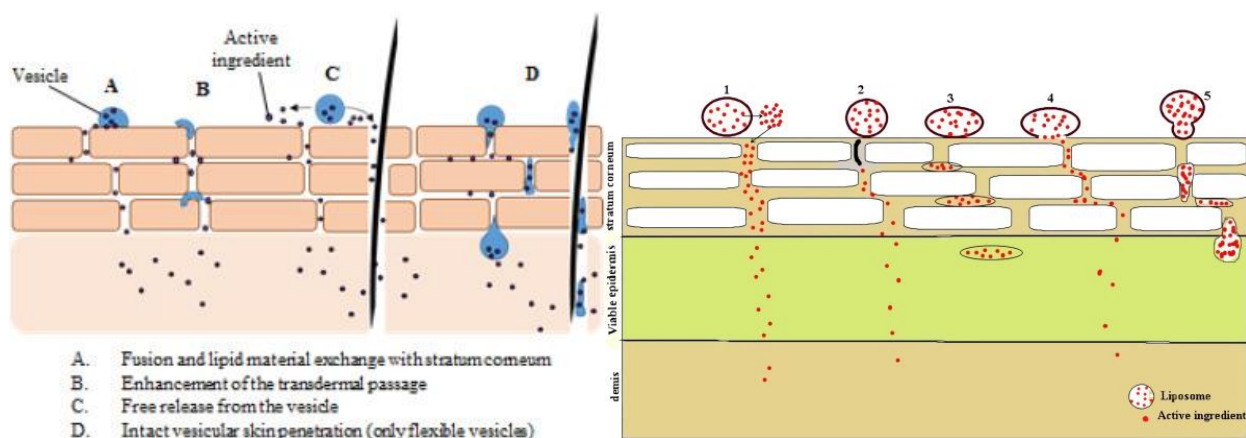 Active
ingredient
Vesicle
A
B
C
D
A. Fusion and lipid material exchange with stratum corneum
B. Enhancement of the transdermal passage
C. Free release from the vesicle
D. Intact vesicular skin penetration (only flexible vesicles)
1
2
3
4
5
stratum corneum
Viable epidermis
demis
Liposome
Active ingredient